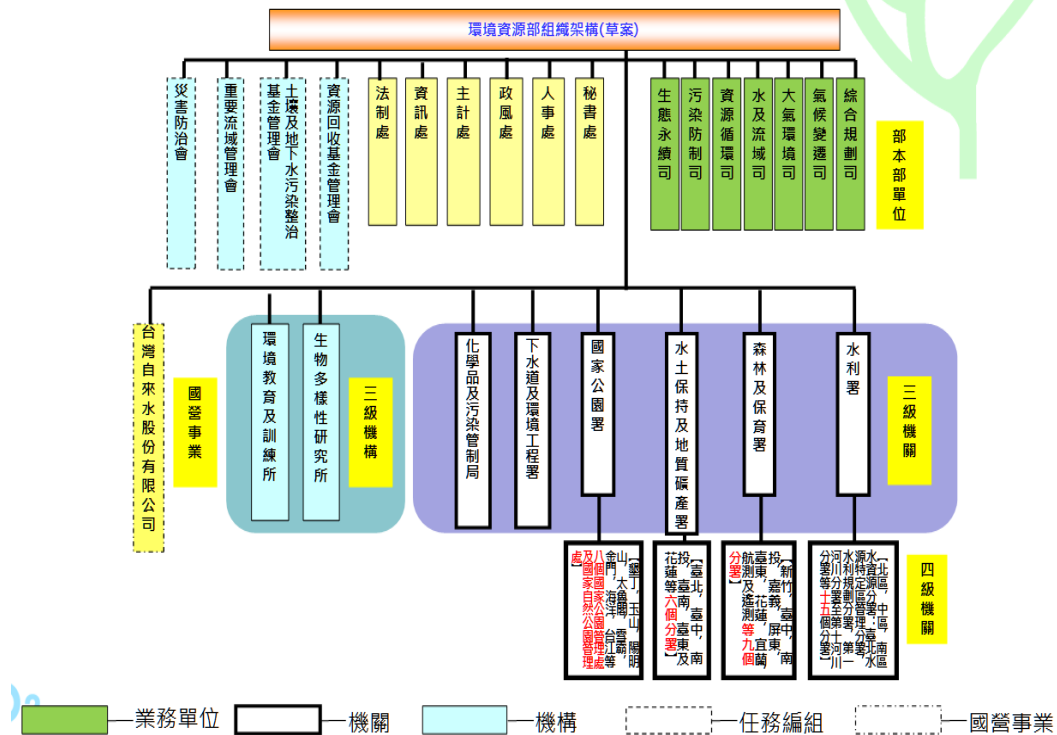 環境資源部組織架構(草案)
部本部單位
綜合規劃司
氣候變遷司
大氣環境司
水及流域司
資源循環司
污染防制司
生態永續司
秘書處
人事處
政風處
主計處
資訊處
法制處
資源回收基金管理會
土壤及地下水污染整治
基金管理會
重要流域管理會
災害防治會
三級機關
水利署
森林及保育署
水土保持及地質礦產署
國家公園署
下水道及環境工程署
化學品及污染管制局
三級機構
生物多樣性研究所
環境教育及訓練所
國營事業
台灣自來水股份有限公司
四級機關
【北區，中區，南區
水資源分署；臺北水
源特定區管理分署，
水利規劃分署，第一
河川分署至第十河川
分署等十五個分署】
【新竹，臺中，南
投，嘉義，屏東，
臺東，花蓮，宜蘭
航測及遙測等九個
分署】
【臺北，臺中，南
投，臺南，臺東及
花蓮等六個分署】
【墾丁，玉山，陽明
山，太魯閣，雪霸，
金門，海洋，台江等
八個國家公園管理處
及國家自然公園管理
處】
業務單位
機關
機構
任務編組
國營事業